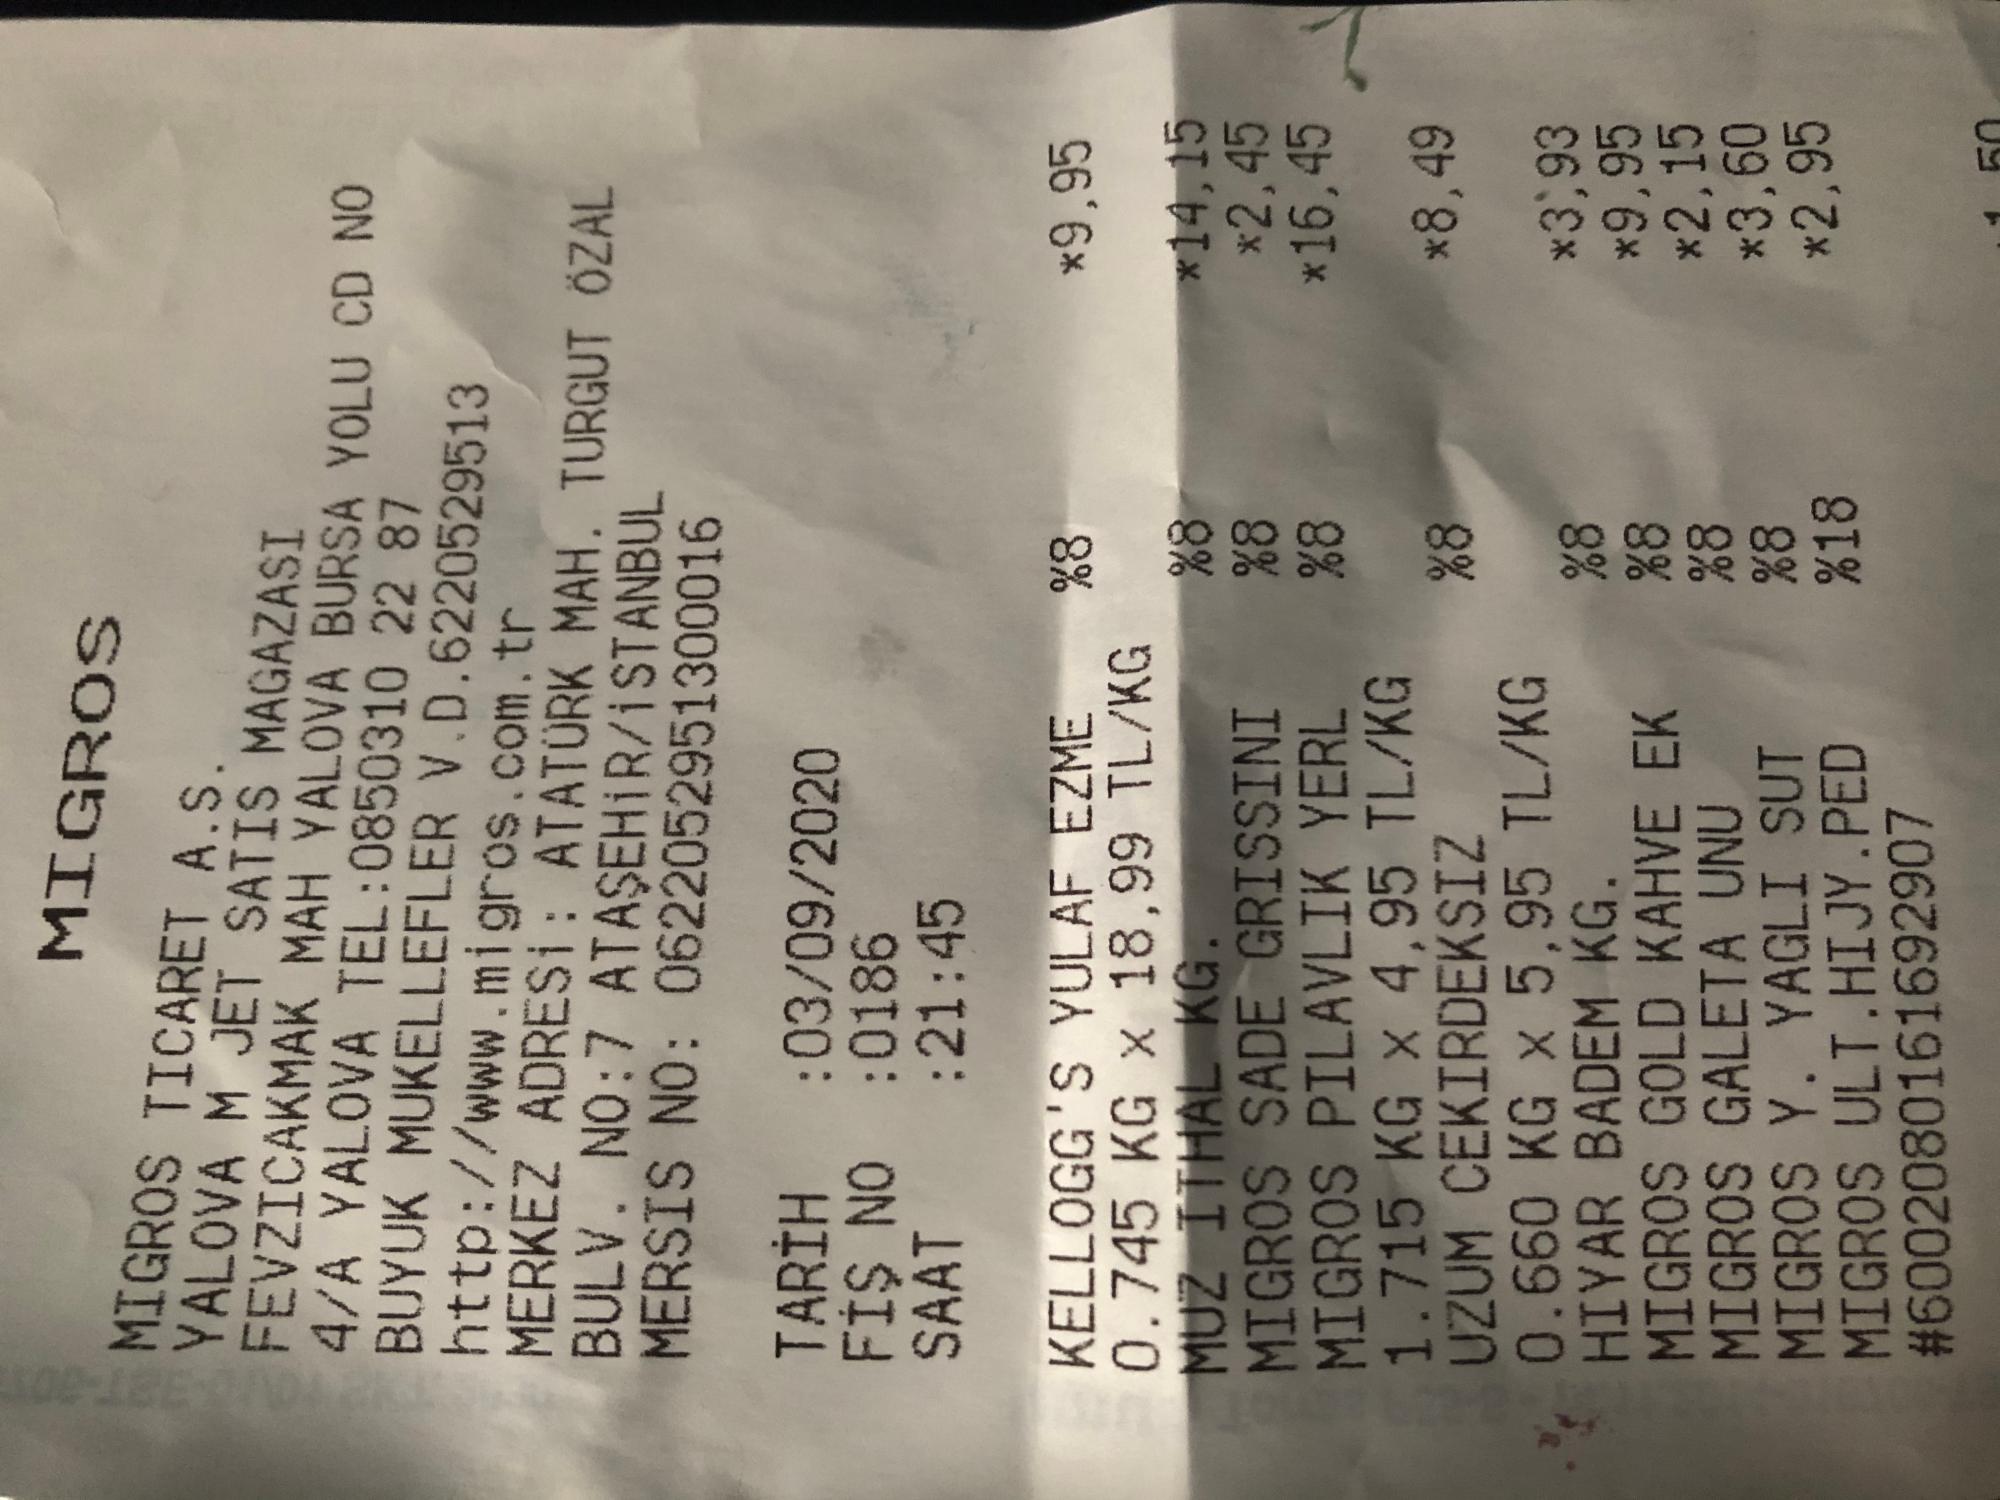 MIGROS
MIGROS TICARET A.S.
YALOVA M JET SATIS MAGAZASI
FEVZICAKMAK MAH YALOVA BURSA YOLU CD NO
4/A YALOVA TEL:0850310 22 87
BUYUK MUKELLEFLER V.D.6220529513
http://www.migros.com.tr
MERKEZ ADRESi: ATATÜRK MAH. TURGUT ÖZAL
BULV. NO:7 ATAŞEHiR/iSTANBUL
MERSIS NO: 0622052951300016
TARİH :03/09/2020
FİŞ NO :0186
SAAT :21:45
KELLOGG'S YULAF EZME %8 *9,95
0.745 KG x 18,99 TL/KG
MUZ ITHAL KG. %8 *14,15
MIGROS SADE GRISSINI %8 *2,45
MIGROS PILAVLIK YERL %8 *16,45
1.715 KG x 4,95 TL/KG
UZUM CEKIRDEKSIZ %8 *8,49
0.660 KG x 5,95 TL/KG
HIYAR BADEM KG. %8 *3,93
MIGROS GOLD KAHVE EK %8 *9,95
MIGROS GALETA UNU %8 *2,15
MIGROS Y. YAGLI SUT %8 *3,60
MIGROS ULT.HIJY.PED %18 *2,95
#6002080161692907